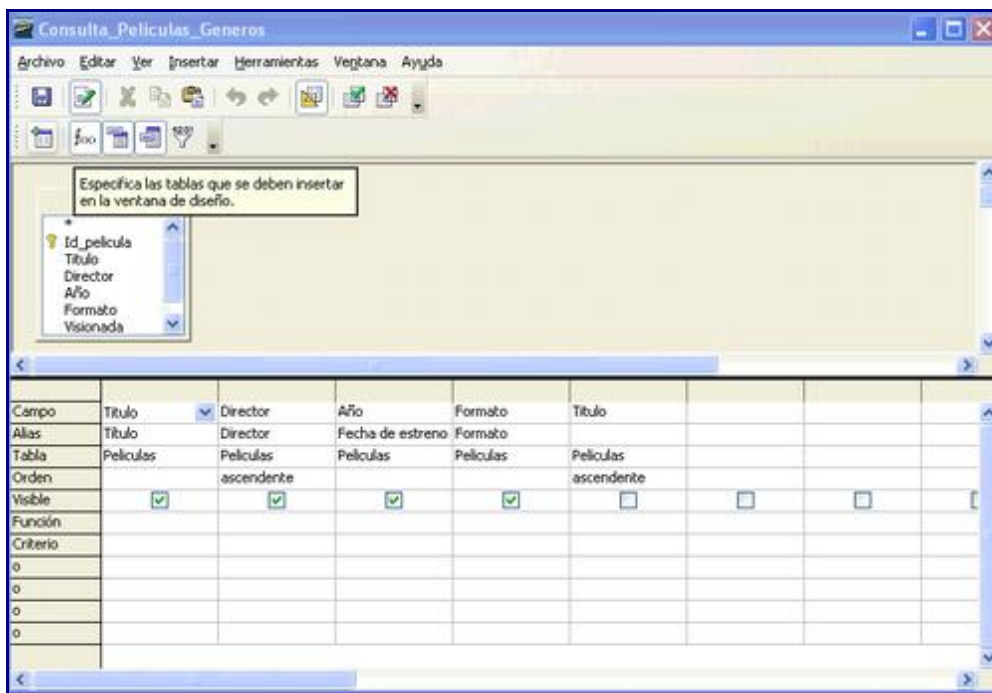 Consulta_Peliculas_Generos
Archivo Editar Ver Insertar Herramientas Ventana Ayuda
Especifica las tablas que se deben insertar
en la ventana de diseño.
*
Id_pelicula
Titulo
Director
Año
Formato
Visionada
Campo Titulo Director Año Formato Titulo
Alias Título Director Fecha de estreno Formato
Tabla Peliculas Peliculas Peliculas Peliculas Peliculas
Orden ascendente ascendente
Visible
Función
Criterio
o
o
o
o